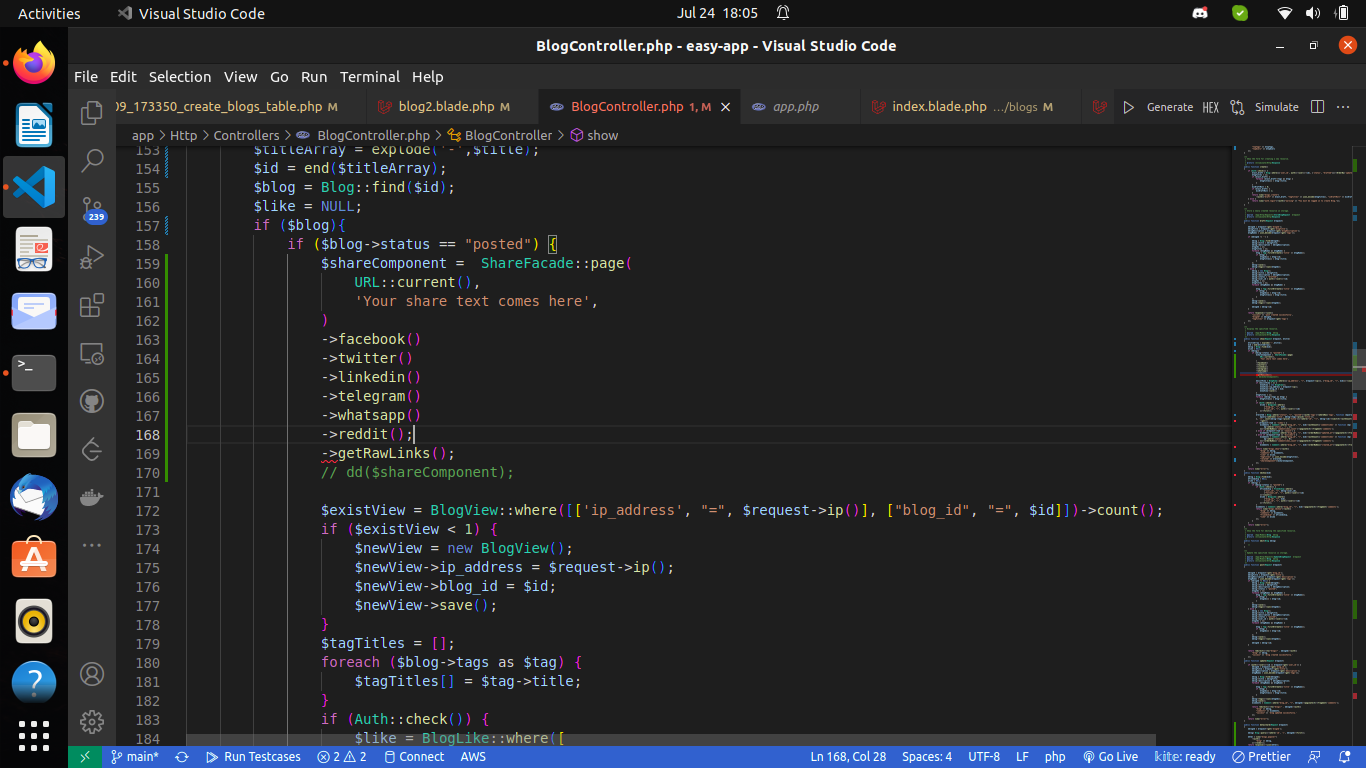 Activities
Visual Studio Code
Jul 24 18:05
BlogController.php - easy-app - Visual Studio Code
File Edit Selection View Go Run Terminal Help
09_173350_create_blogs_table.php M
blog2.blade.php M
BlogController.php 1, M
app.php
index.blade.php .../blogs M
Generate HEX Simulate
app > Http > Controllers > BlogController.php > BlogController > show
153 $titleArray = explode('-',$title);
154 $id = end($titleArray);
155 $blog = Blog::find($id);
156 $like = NULL;
157 if ($blog){
158 if ($blog->status == "posted") {
159 $shareComponent =  ShareFacade::page(
160 URL::current(),
161 'Your share text comes here',
162 )
163 ->facebook()
164 ->twitter()
165 ->linkedin()
166 ->telegram()
167 ->whatsapp()
168 ->reddit();
169 ->getRawLinks();
170 // dd($shareComponent);
171
172 $existView = BlogView::where([['ip_address', "=", $request->ip()], ["blog_id", "=", $id]])->count();
173 if ($existView < 1) {
174 $newView = new BlogView();
175 $newView->ip_address = $request->ip();
176 $newView->blog_id = $id;
177 $newView->save();
178 }
179 $tagTitles = [];
180 foreach ($blog->tags as $tag) {
181 $tagTitles[] = $tag->title;
182 }
183 if (Auth::check()) {
184 $like = BlogLike::where([
239
main*
Run Testcases
2 2
Connect
AWS
Ln 168, Col 28
Spaces: 4
UTF-8
LF
php
Go Live
kite: ready
Prettier